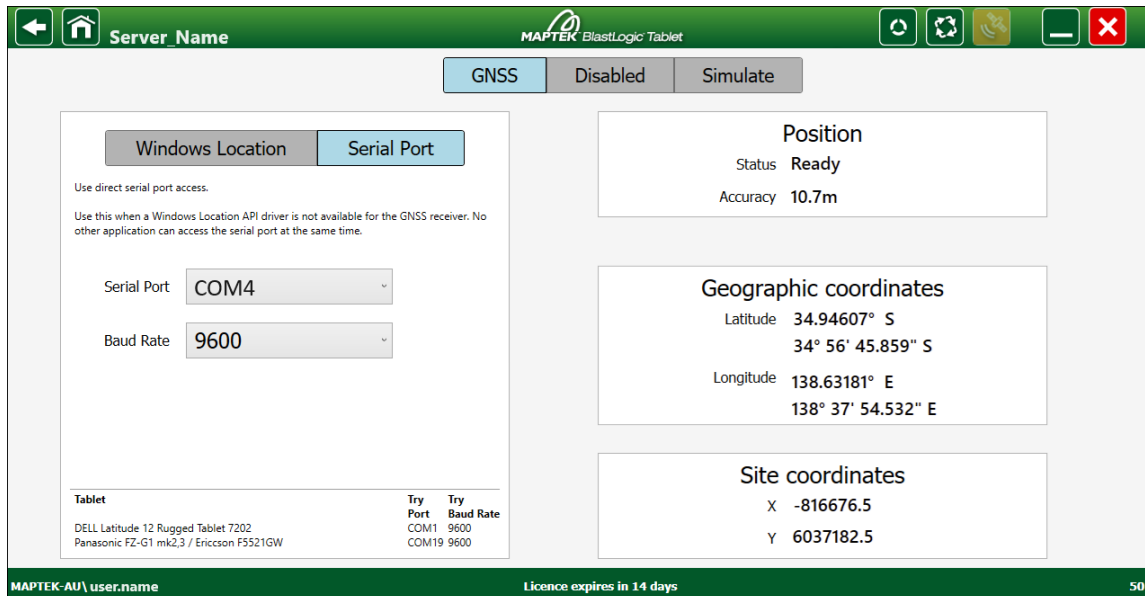 Server_Name
MAPTEK BlastLogic Tablet
GNSS Disabled Simulate
Windows Location Serial Port
Use direct serial port access.
Use this when a Windows Location API driver is not available for the GNSS receiver. No
other application can access the serial port at the same time.
Serial Port COM4
Baud Rate 9600
Tablet Try Try
Port Baud Rate
DELL Latitude 12 Rugged Tablet 7202 COM1 9600
Panasonic FZ-G1 mk2,3 / Ericcson F5521GW COM19 9600
Position
Status Ready
Accuracy 10.7m
Geographic coordinates
Latitude 34.94607° S
34° 56' 45.859" S
Longitude 138.63181° E
138° 37' 54.532" E
Site coordinates
X -816676.5
Y 6037182.5
MAPTEK-AU\user.name Licence expires in 14 days 50